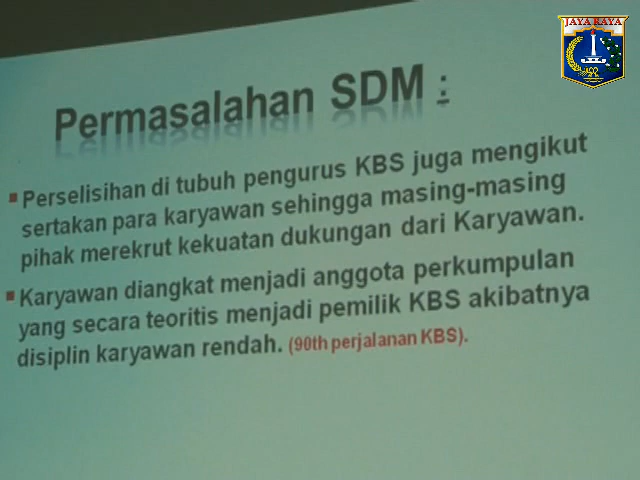 JAYA RAYA
Permasalahan SDM :
Perselisihan di tubuh pengurus KBS juga mengikut
sertakan para karyawan sehingga masing-masing
pihak merekrut kekuatan dukungan dari Karyawan.
Karyawan diangkat menjadi anggota perkumpulan
yang secara teoritis menjadi pemilik KBS akibatnya
disiplin karyawan rendah. (90th perjalanan KBS).